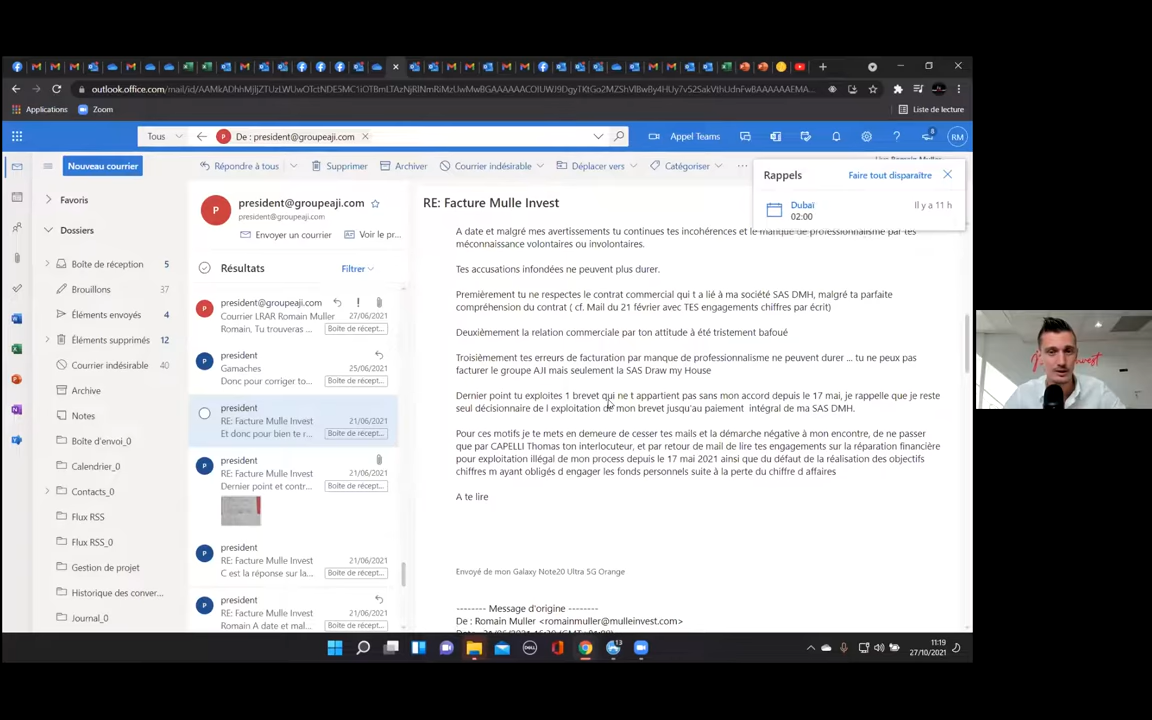 outlook.office.com/mail/id/
Applications
Zoom
Liste de lecture
Tous
P
De : president@groupeaji.com
Appel Teams
8
RM
Nouveau courrier
Répondre à tous
Supprimer
Archiver
Courrier indésirable
Déplacer vers
Catégoriser
Rappels
Faire tout disparaître
Dubaï
02:00
Il y a 11 h
Favoris
Dossiers
Boîte de réception 5
Brouillons 37
Éléments envoyés 4
Éléments supprimés 12
Courrier indésirable 40
Archive
Notes
Boîte d'envoi_0
Calendrier_0
Contacts_0
Flux RSS
Flux RSS_0
Gestion de projet
Historique des conver...
Journal_0
P
president@groupeaji.com
president@groupeaji.com
Envoyer un courrier
Voir le pr...
Résultats
Filtrer
president@groupeaji.com
Courrier LRAR Romain Muller 27/06/2021
Romain. Tu trouveras
Boîte de récept...
president
Gamaches 25/06/2021
Donc pour corriger to...
Boîte de récept...
president
RE: Facture Mulle Invest 21/06/2021
Et donc pour bien te r...
Boîte de récept...
president
RE: Facture Mulle Invest 21/06/2021
Dernier point et contr...
Boîte de récept...
president
RE: Facture Mulle Invest 21/06/2021
C est la réponse sur la...
Boîte de récept...
president
RE: Facture Mulle Invest 21/06/2021
Romain A date et mal...
Boîte de récept...
RE: Facture Mulle Invest
A date et malgré mes avertissements tu continues tes incohérences et le manque de professionnalisme par tes
méconnaissance volontaires ou involontaires.
Tes accusations infondées ne peuvent plus durer.
Premièrement tu ne respectes le contrat commercial qui t a lié à ma société SAS DMH, malgré ta parfaite
compréhension du contrat ( cf. Mail du 21 février avec TES engagements chiffres par écrit)
Deuxièmement la relation commerciale par ton attitude à été tristement bafoué
Troisièmement tes erreurs de facturation par manque de professionnalisme ne peuvent durer ... tu ne peux pas
facturer le groupe AJI mais seulement la SAS Draw my House
Dernier point tu exploites 1 brevet qui ne t appartient pas sans mon accord depuis le 17 mai, je rappelle que je reste
seul décisionnaire de l exploitation de mon brevet jusqu'au paiement intégral de ma SAS DMH.
Pour ces motifs je te mets en demeure de cesser tes mails et la démarche négative à mon encontre, de ne passer
que par CAPELLI Thomas ton interlocuteur, et par retour de mail de lire tes engagements sur la réparation financière
pour exploitation illégal de mon process depuis le 17 mai 2021 ainsi que du défaut de la réalisation des objectifs
chiffres m ayant obligés d engager les fonds personnels suite à la perte du chiffre d affaires
A te lire
Envoyé de mon Galaxy Note20 Ultra 5G Orange
-------- Message d'origine --------
De : Romain Muller <romainmuller@mulleinvest.com>
11:19
27/10/2021